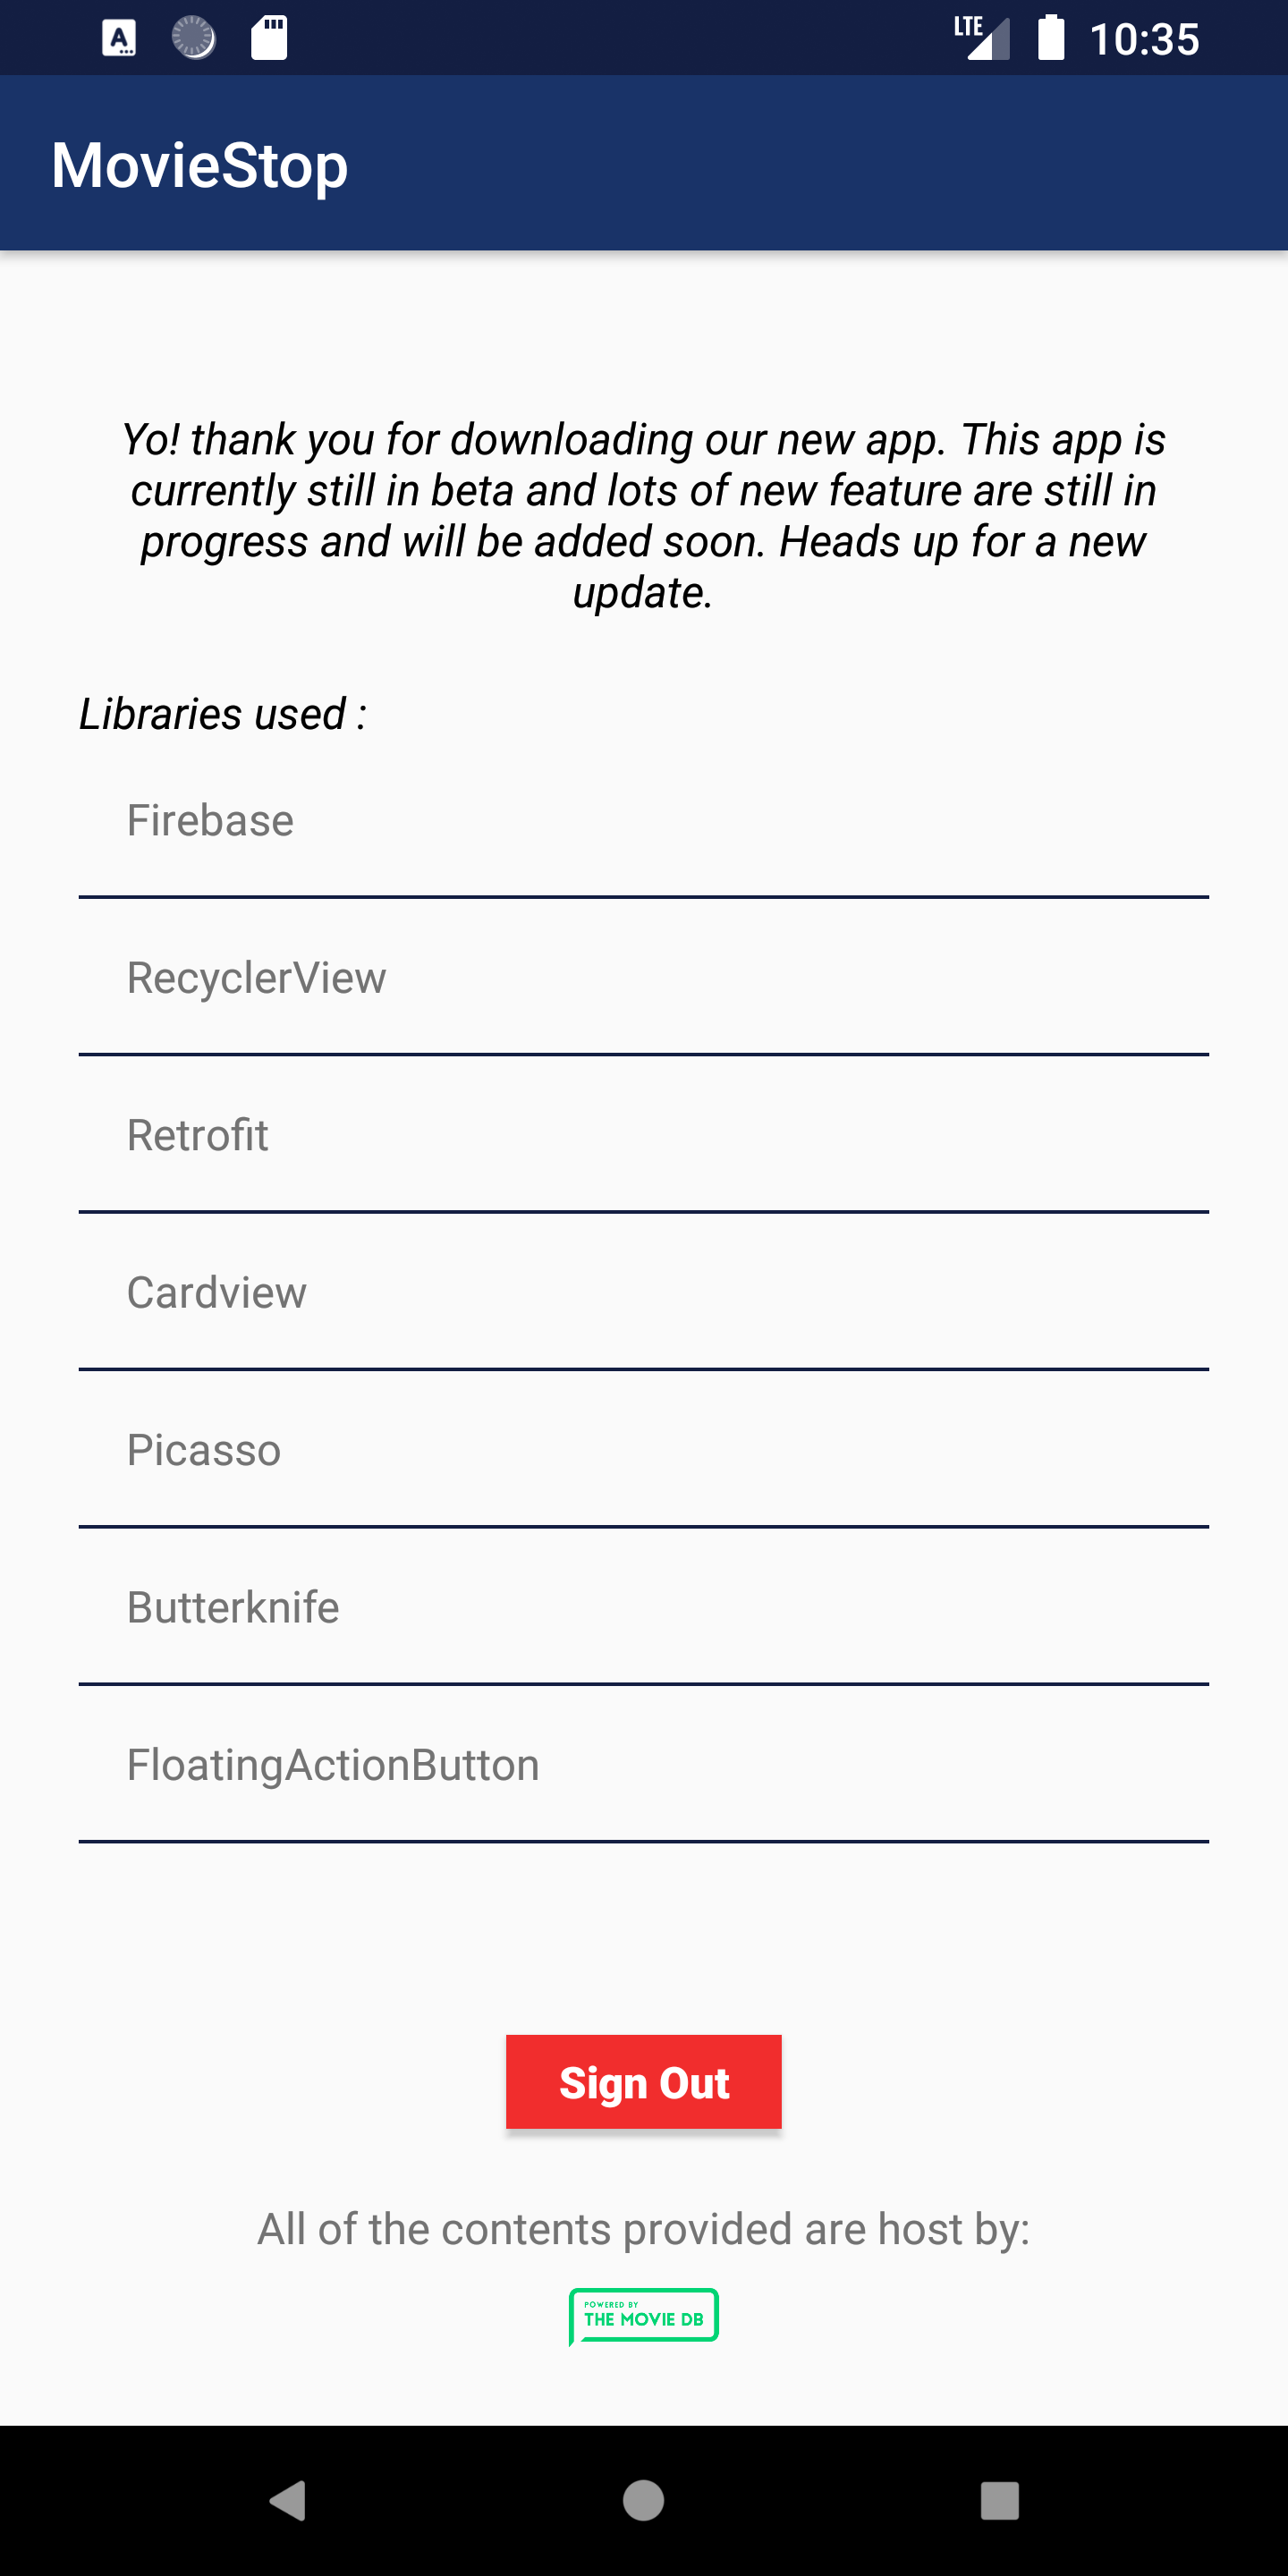 A
LTE 10:35
MovieStop
Yo! thank you for downloading our new app. This app is
currently still in beta and lots of new feature are still in
progress and will be added soon. Heads up for a new
update.
Libraries used :
Firebase
RecyclerView
Retrofit
Cardview
Picasso
Butterknife
FloatingActionButton
Sign Out
All of the contents provided are host by:
POWERED BY
THE MOVIE DB